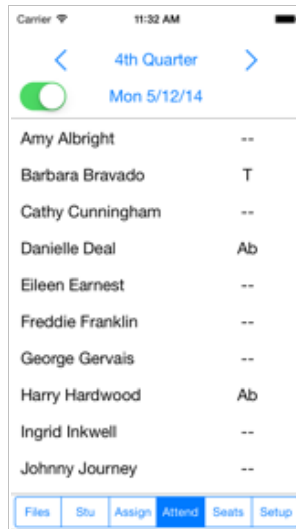 Carrier 11:32 AM
4th Quarter
Mon 5/12/14
Amy Albright --
Barbara Bravado T
Cathy Cunningham --
Danielle Deal Ab
Eileen Earnest --
Freddie Franklin --
George Gervais --
Harry Hardwood Ab
Ingrid Inkwell --
Johnny Journey --
Files Stu Assign Attend Seats Setup